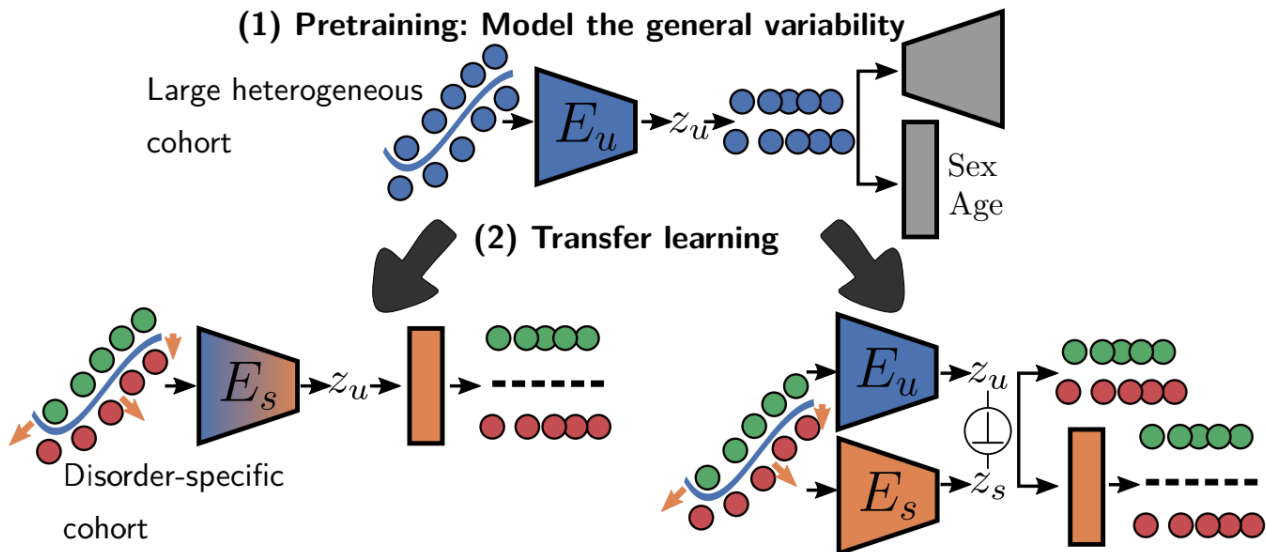 (1) Pretraining: Model the general variability
Large heterogeneous
cohort
E_u
z_u
Sex
Age
(2) Transfer learning
E_s
z_u
Disorder-specific
cohort
E_u
z_u
E_s
z_s